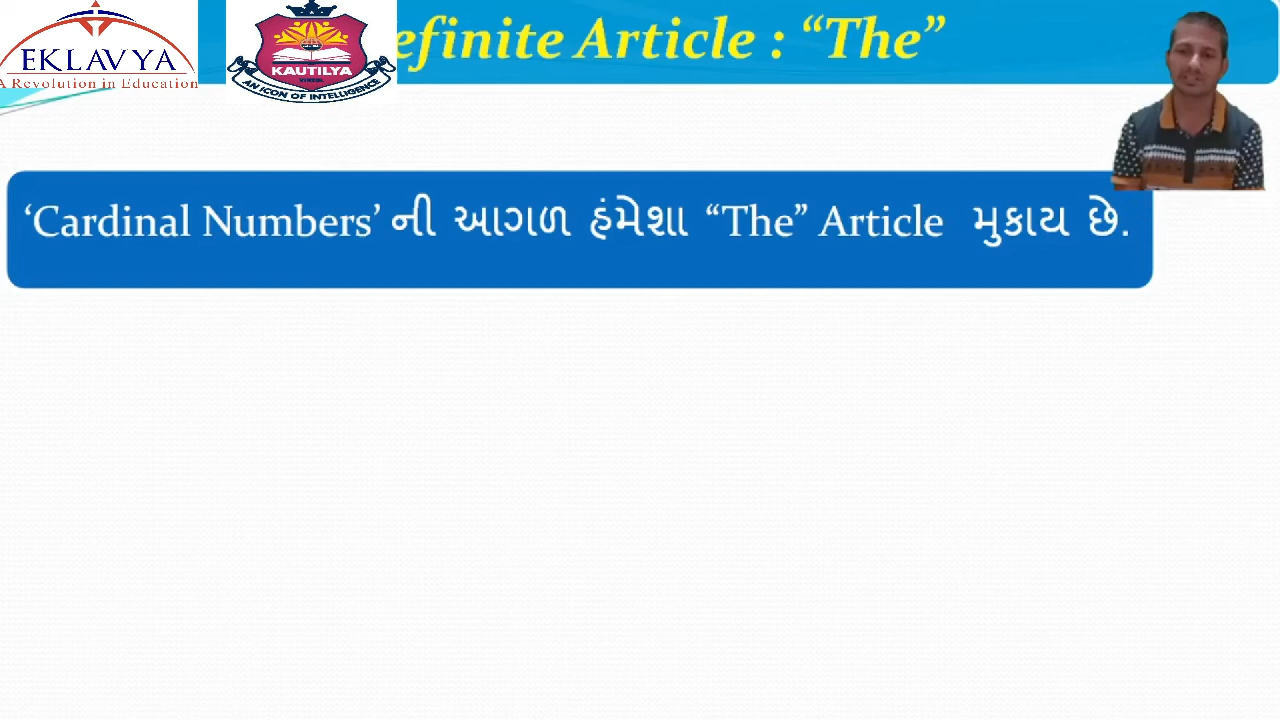 EKLAVYA
A Revolution in Education
KAUTILYA
AN ICON OF INTELLIGENCE
efinite Article : “The”
‘Cardinal Numbers’ ની આગળ હંમેશા “The” Article મુકાય છે.